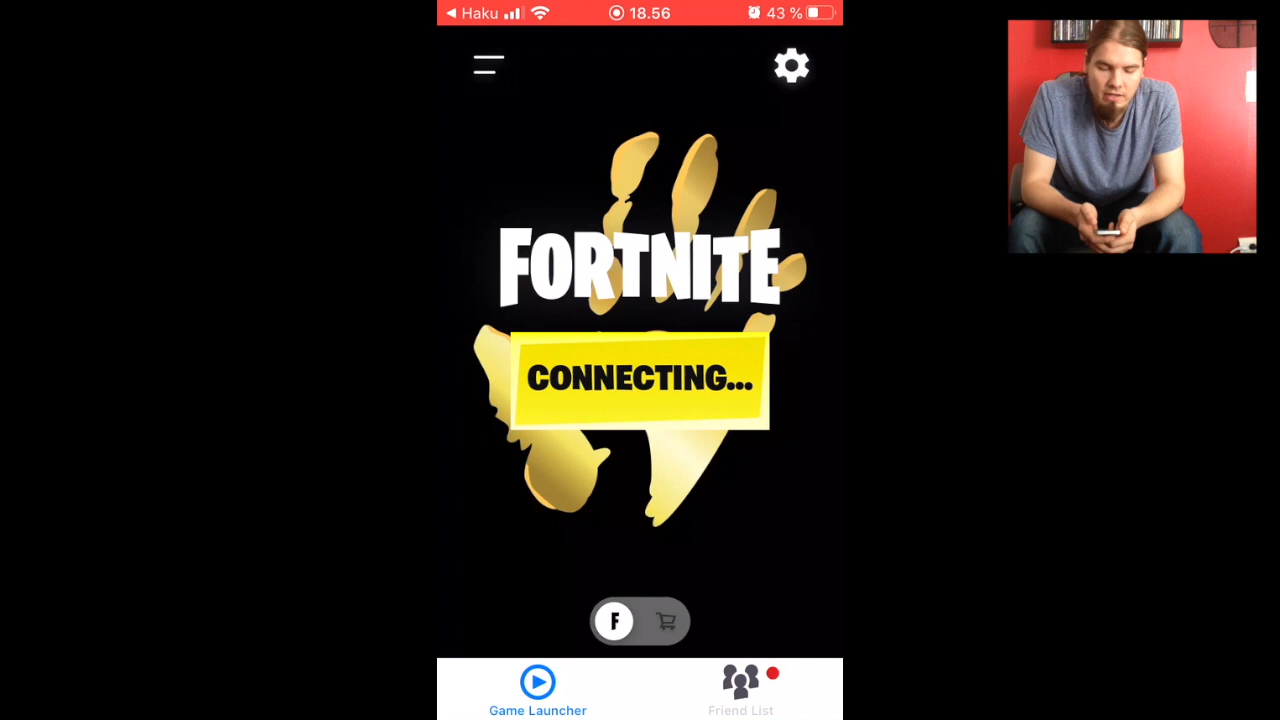 Haku 18.56 43 %
FORTNITE
CONNECTING...
F
Game Launcher Friend List